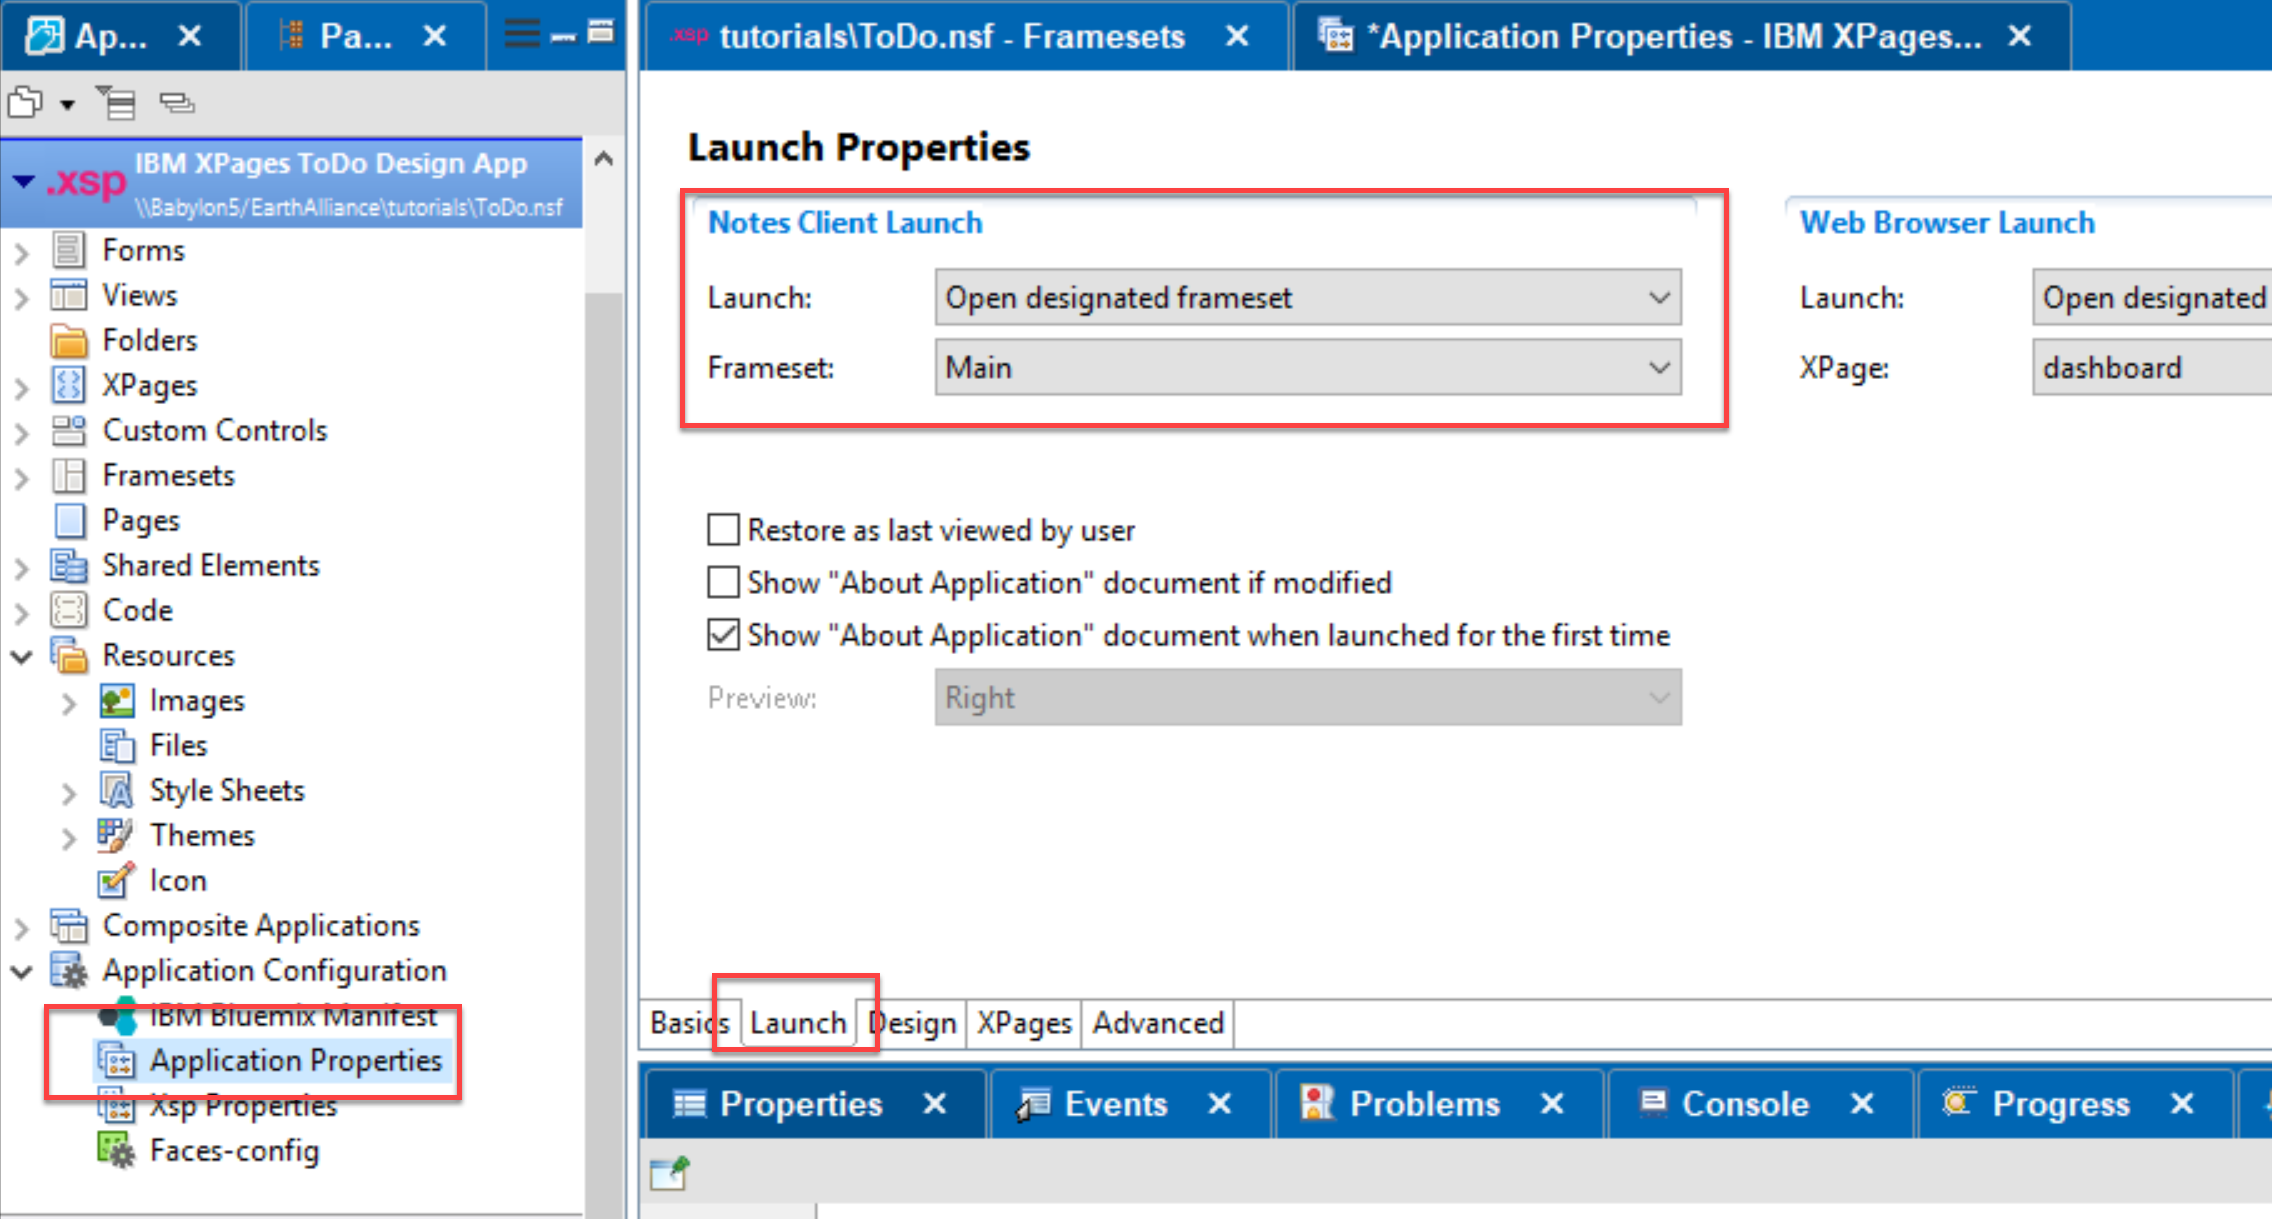 Ap...
Pa...
.xsp tutorials\ToDo.nsf - Framesets
*Application Properties - IBM XPages...
.xsp
IBM XPages ToDo Design App
\\Babylon5/EarthAlliance\tutorials\ToDo.nsf
Forms
Views
Folders
XPages
Custom Controls
Framesets
Pages
Shared Elements
Code
Resources
Images
Files
Style Sheets
Themes
Icon
Composite Applications
Application Configuration
IBM Bluemix Manifest
Application Properties
Xsp Properties
Faces-config
Launch Properties
Notes Client Launch
Launch: Open designated frameset
Frameset: Main
Web Browser Launch
Launch: Open designated
XPage: dashboard
Restore as last viewed by user
Show "About Application" document if modified
Show "About Application" document when launched for the first time
Preview: Right
Basics Launch Design XPages Advanced
Properties Events Problems Console Progress